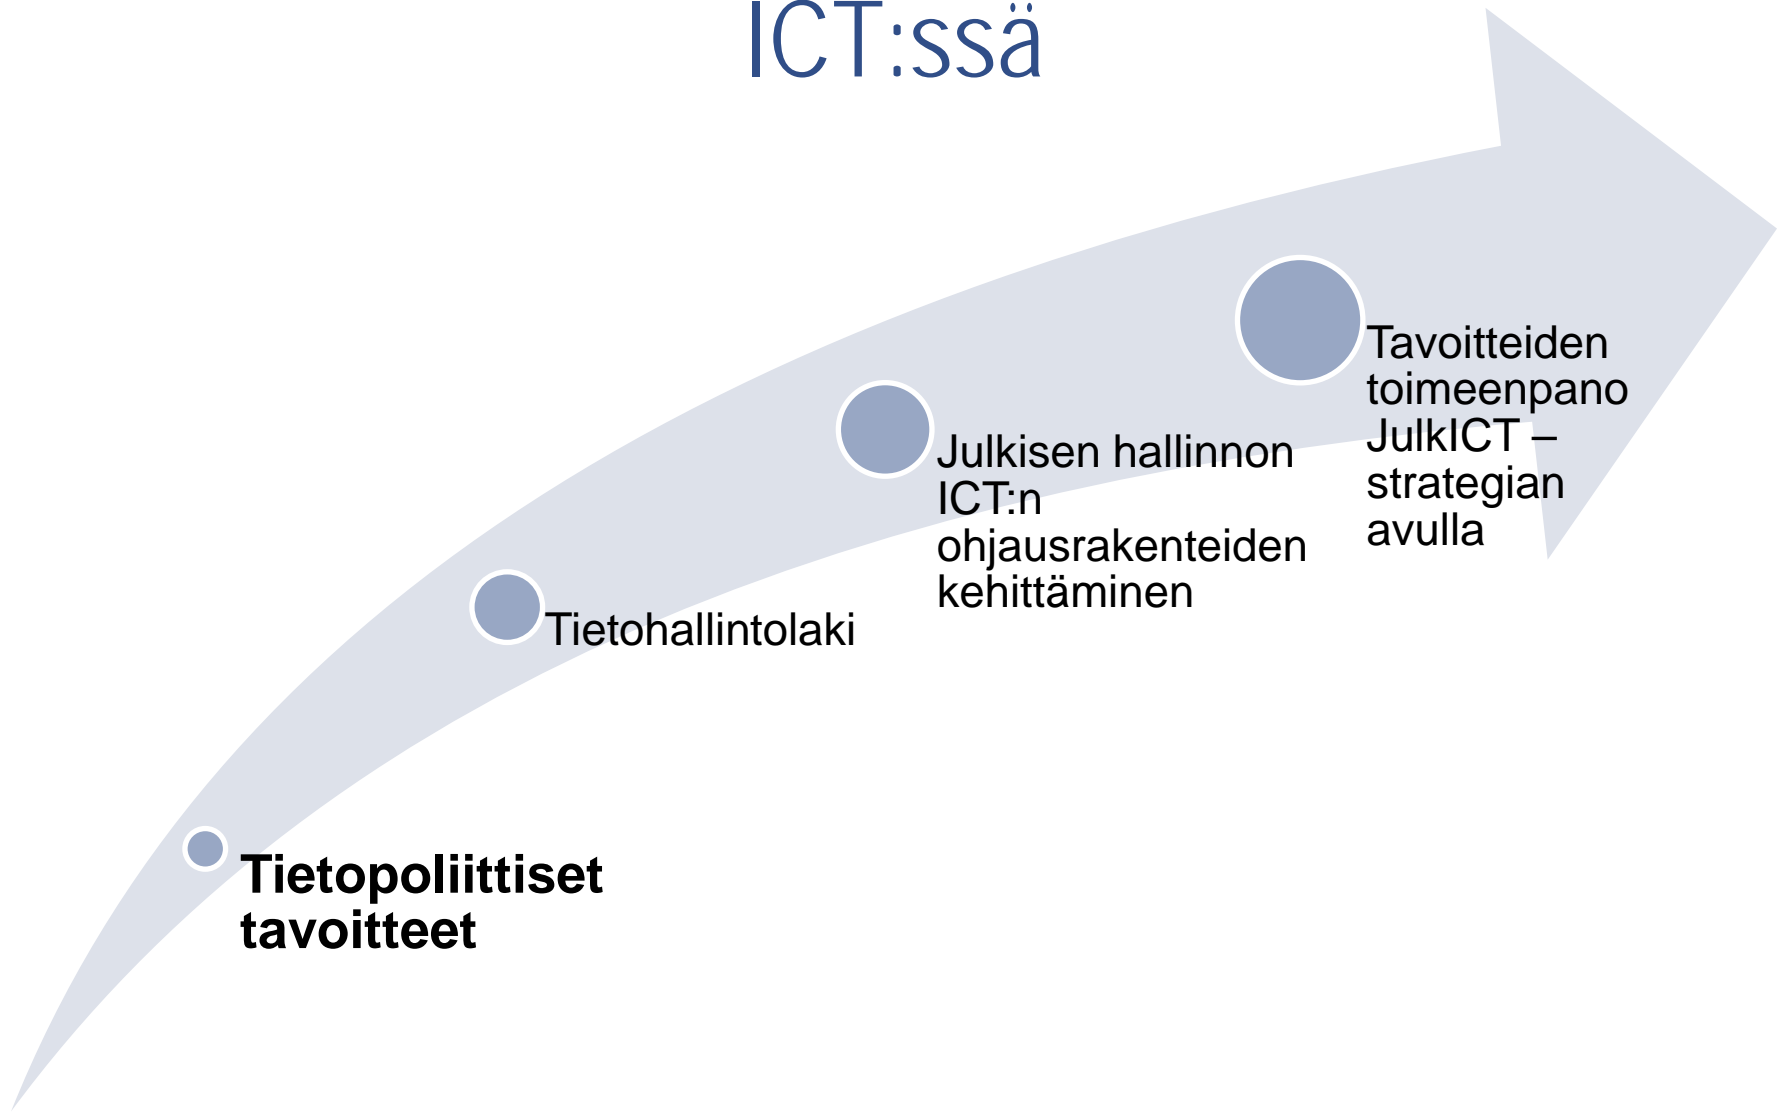 ICT:ssä
Tavoitteiden
toimeenpano
JulkICT –
strategian
avulla
Julkisen hallinnon
ICT:n
ohjausrakenteiden
kehittäminen
Tietohallintolaki
Tietopoliittiset
tavoitteet